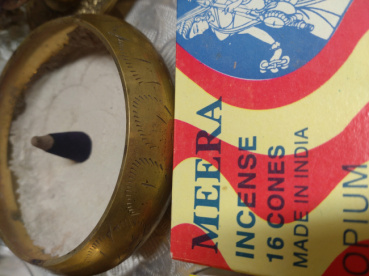 MEERA
INCENSE
16 CONES
MADE IN INDIA
OPIUM